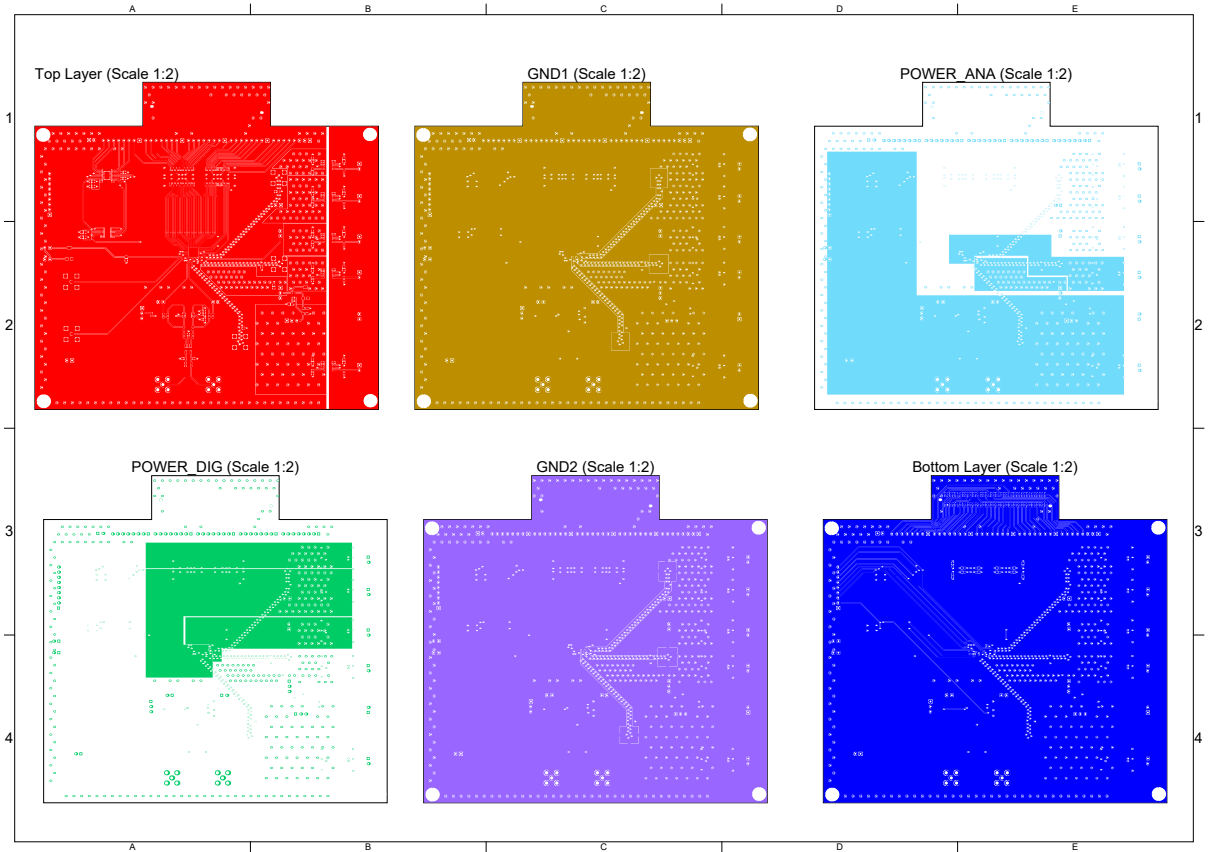 A B C D E
Top Layer (Scale 1:2) GND1 (Scale 1:2) POWER_ANA (Scale 1:2)
1 1
2 2
POWER_DIG (Scale 1:2) GND2 (Scale 1:2) Bottom Layer (Scale 1:2)
3 3
4 4
A B C D E